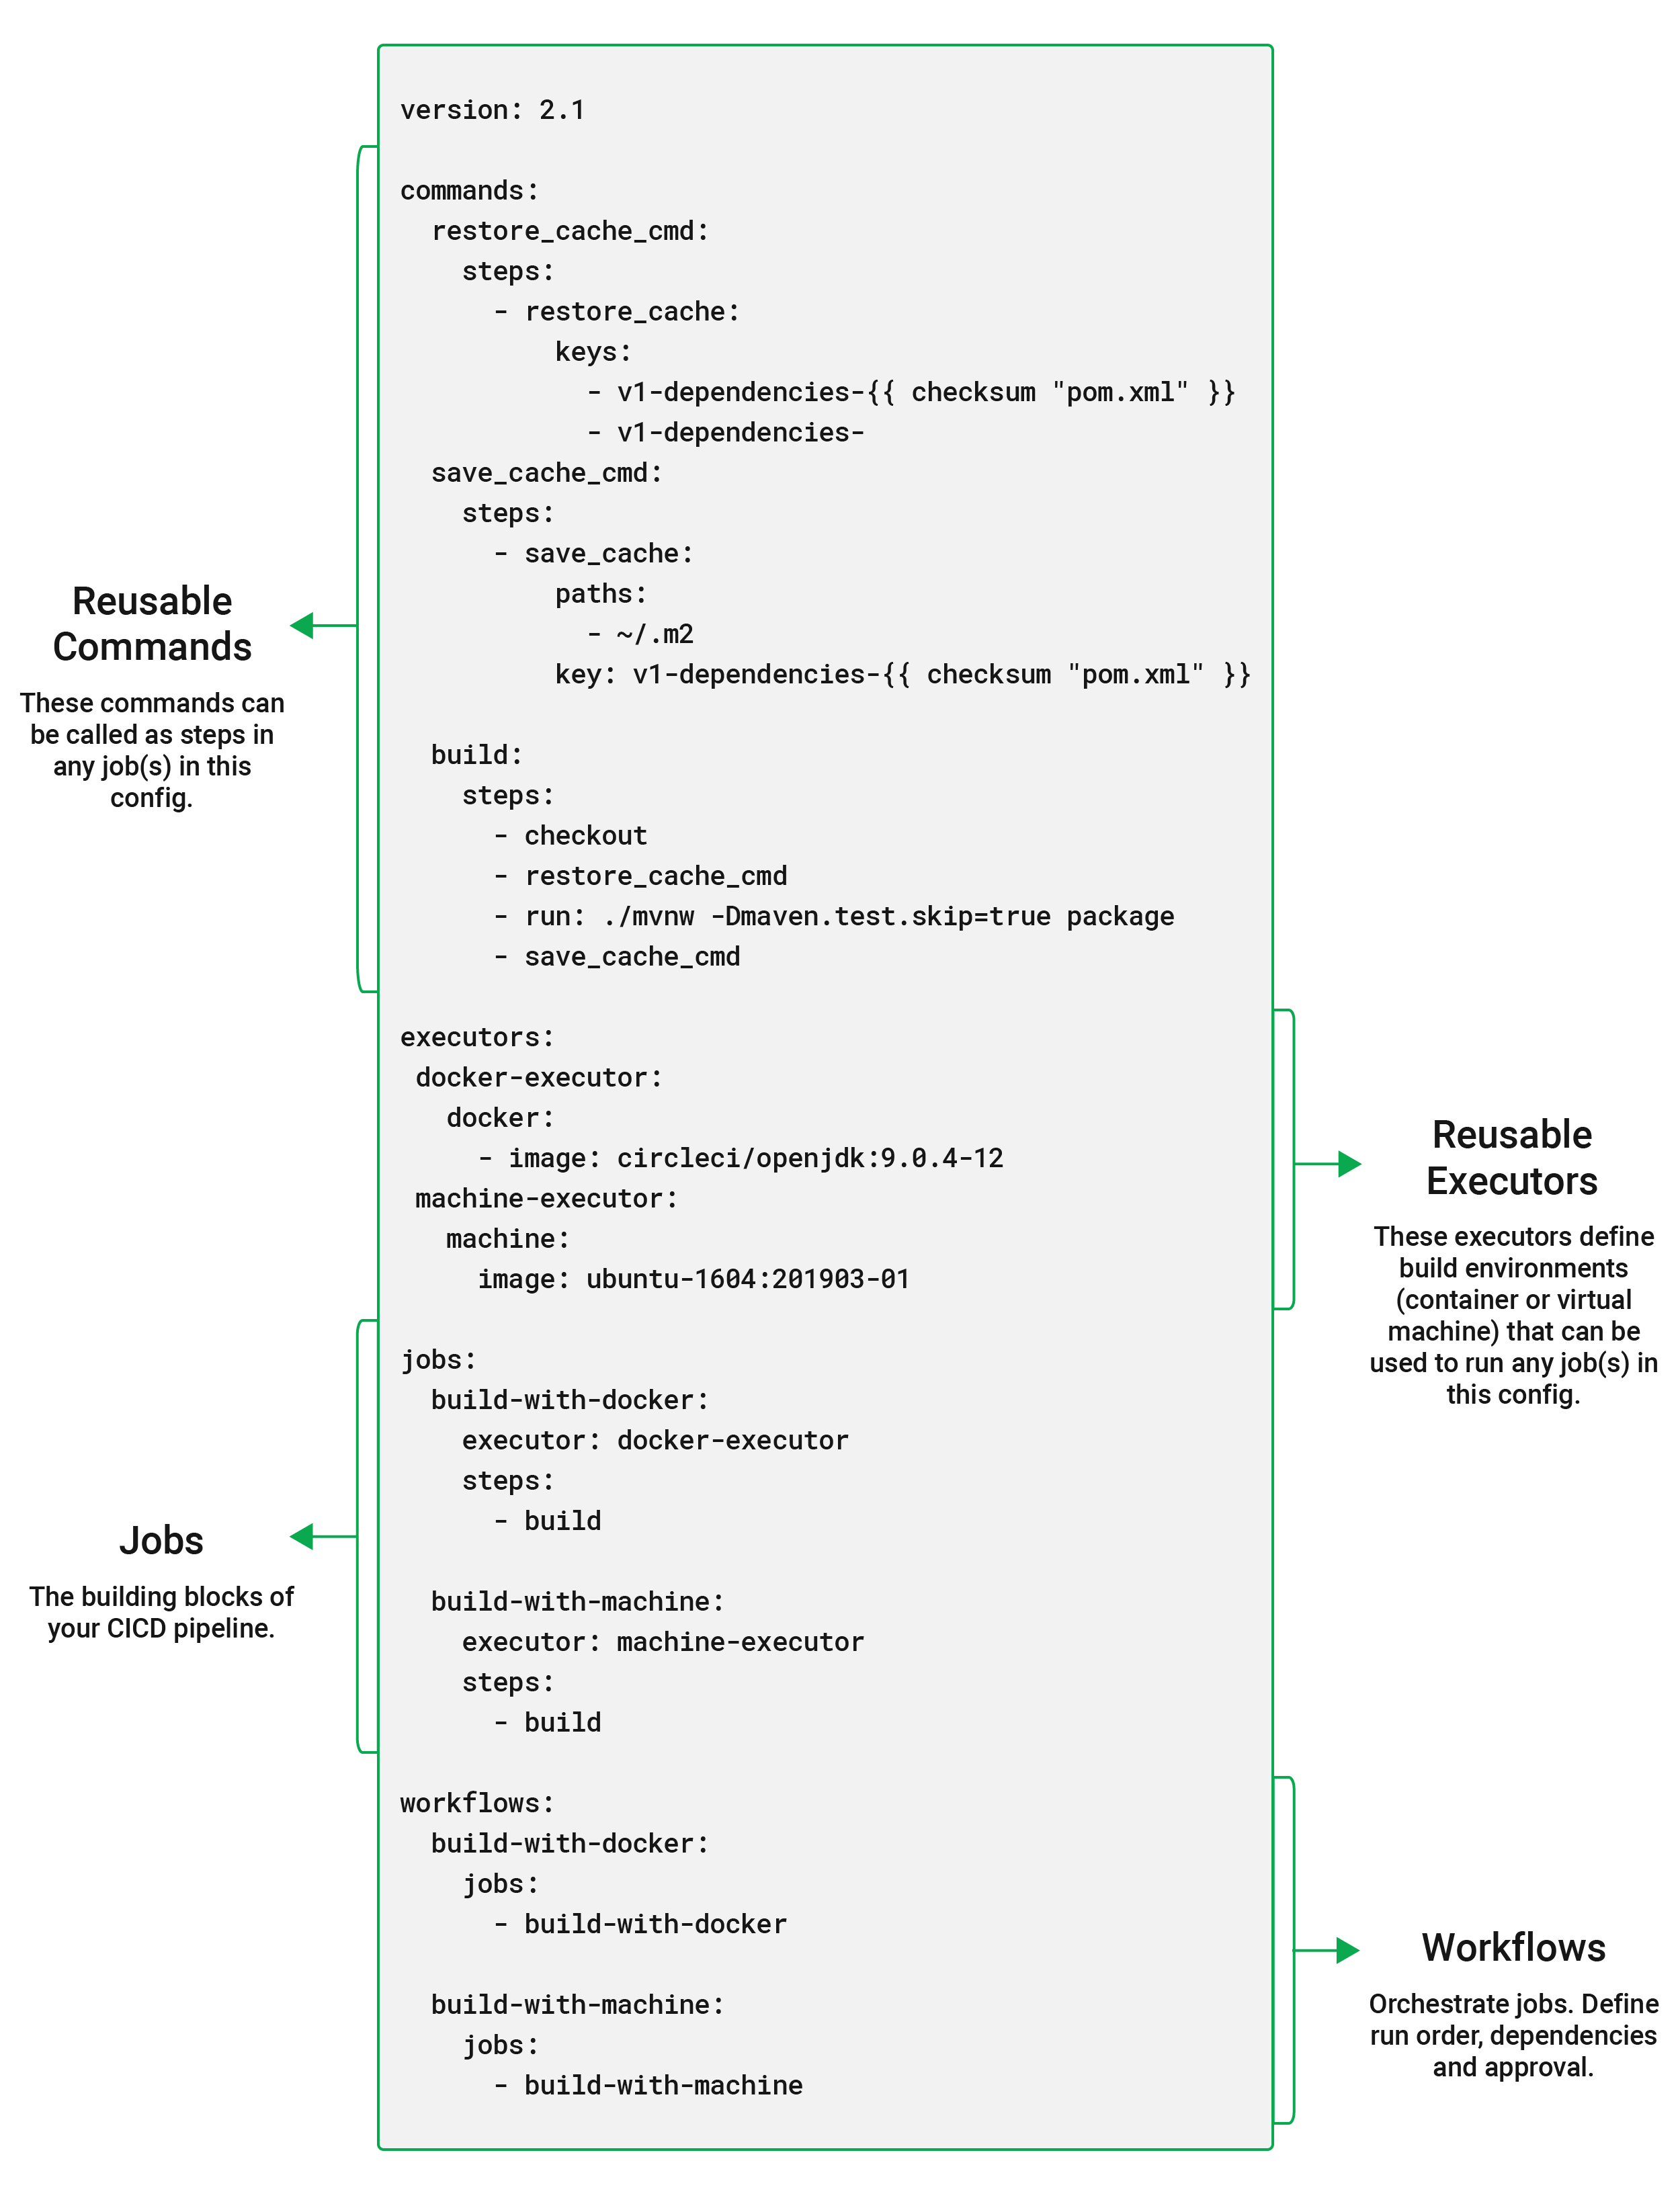 version: 2.1

commands:
  restore_cache_cmd:
    steps:
      - restore_cache:
          keys:
            - v1-dependencies-{{ checksum "pom.xml" }}
            - v1-dependencies-
  save_cache_cmd:
    steps:
      - save_cache:
          paths:
            - ~/.m2
          key: v1-dependencies-{{ checksum "pom.xml" }}

  build:
    steps:
      - checkout
      - restore_cache_cmd
      - run: ./mvnw -Dmaven.test.skip=true package
      - save_cache_cmd

executors:
 docker-executor:
   docker:
     - image: circleci/openjdk:9.0.4-12
 machine-executor:
   machine:
     image: ubuntu-1604:201903-01

jobs:
  build-with-docker:
    executor: docker-executor
    steps:
      - build

  build-with-machine:
    executor: machine-executor
    steps:
      - build

workflows:
  build-with-docker:
    jobs:
      - build-with-docker

  build-with-machine:
    jobs:
      - build-with-machine

Reusable
Commands
These commands can
be called as steps in
any job(s) in this
config.

Reusable
Executors
These executors define
build environments
(container or virtual
machine) that can be
used to run any job(s) in
this config.

Jobs
The building blocks of
your CICD pipeline.

Workflows
Orchestrate jobs. Define
run order, dependencies
and approval.